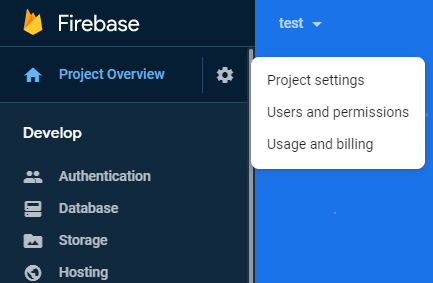 Firebase
test
Project Overview
Project settings
Users and permissions
Usage and billing
Develop
Authentication
Database
Storage
Hosting